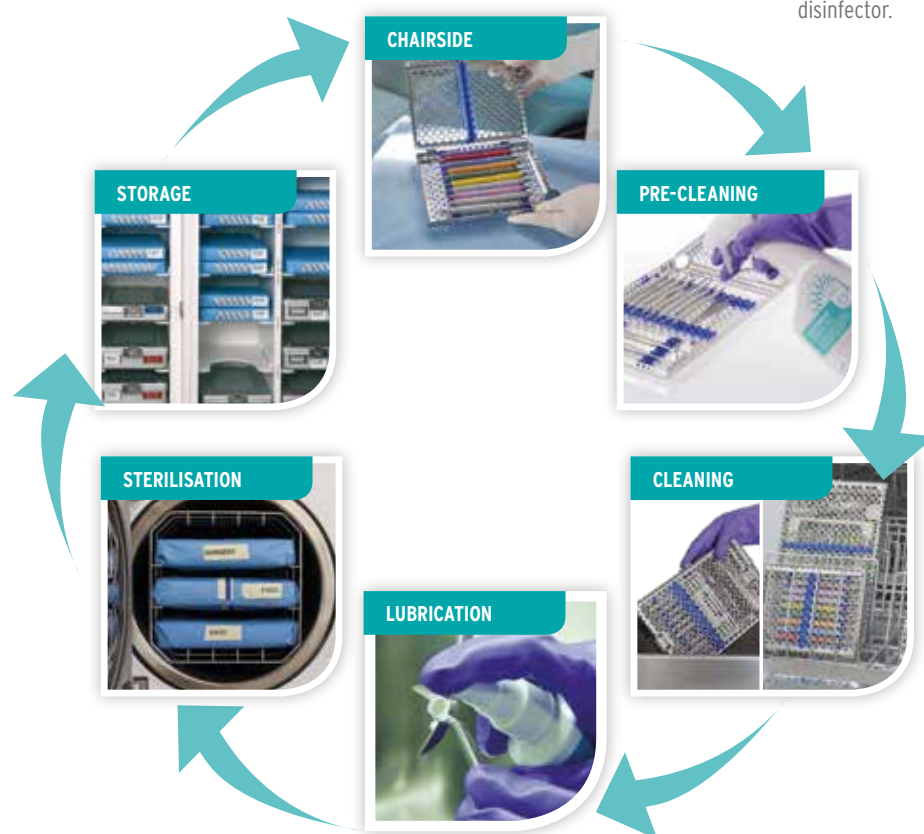 disinfector.
CHAIRSIDE
STORAGE
PRE-CLEANING
STERILISATION
CLEANING
LUBRICATION